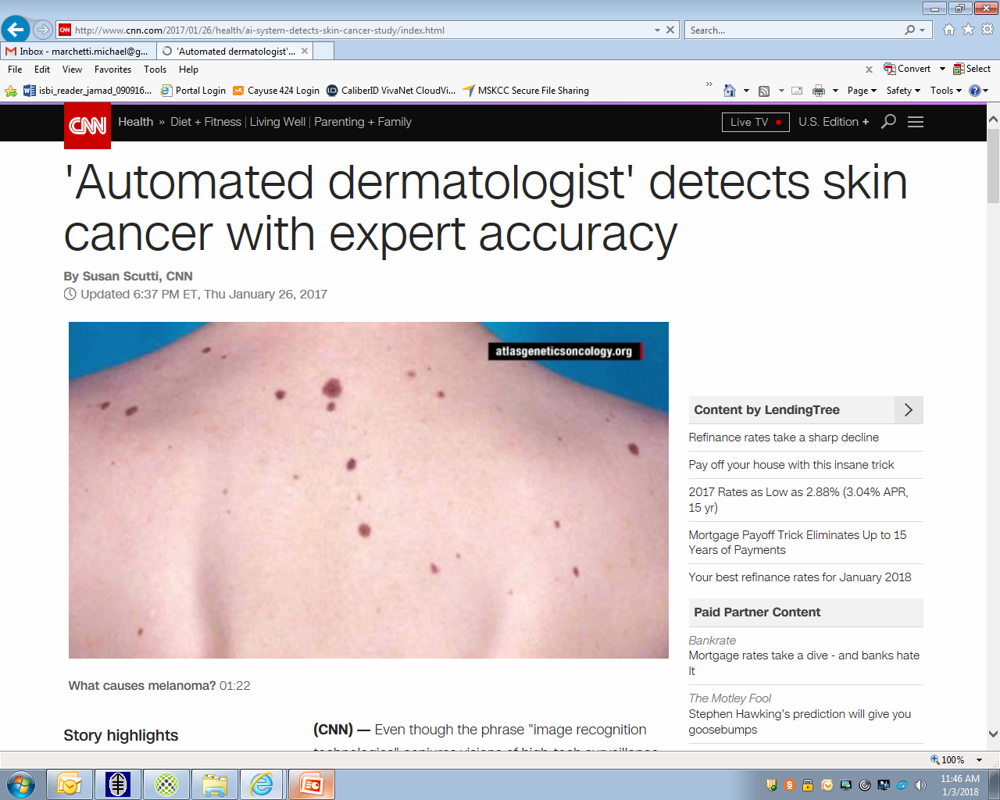 http://www.cnn.com/2017/01/26/health/ai-system-detects-skin-cancer-study/index.html
Search...
Inbox - marchetti.michael@g...
'Automated dermatologist'...
File Edit View Favorites Tools Help
Convert
Select
isbi_reader_jamad_090916...
Portal Login
Cayuse 424 Login
CaliberID VivaNet CloudVi...
MSKCC Secure File Sharing
Page
Safety
Tools
CNN
Health » Diet + Fitness | Living Well | Parenting + Family
Live TV
U.S. Edition +
'Automated dermatologist' detects skin
cancer with expert accuracy
By Susan Scutti, CNN
Updated 6:37 PM ET, Thu January 26, 2017
atlasgeneticsoncology.org
What causes melanoma? 01:22
Story highlights
(CNN) — Even though the phrase "image recognition
technologies" conjures visions of high-tech surveillance
Content by LendingTree
Refinance rates take a sharp decline
Pay off your house with this insane trick
2017 Rates as Low as 2.88% (3.04% APR,
15 yr)
Mortgage Payoff Trick Eliminates Up to 15
Years of Payments
Your best refinance rates for January 2018
Paid Partner Content
Bankrate
Mortgage rates take a dive - and banks hate
It
The Motley Fool
Stephen Hawking's prediction will give you
goosebumps
100%
11:46 AM
1/3/2018